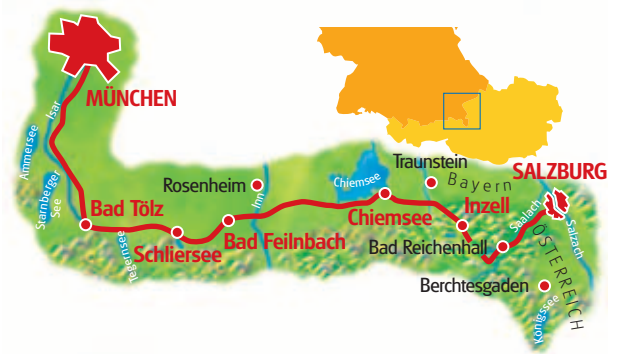 MÜNCHEN
Isar
Ammersee
Starnberger
See
Bad Tölz
Tegernsee
Schliersee
Bad Feilnbach
Rosenheim
Inn
Chiemsee
Chiemsee
Traunstein
Bayern
Inzell
SALZBURG
Saalach
Salzach
Bad Reichenhall
ÖSTERREICH
Berchtesgaden
Königssee